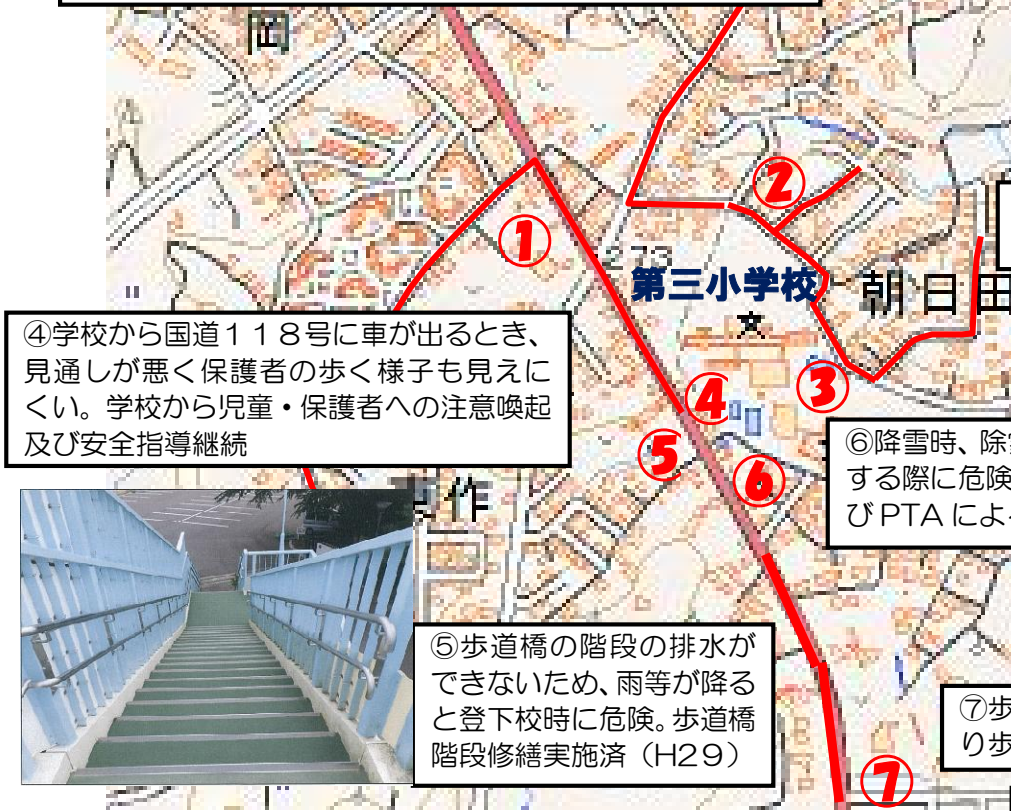 岡
②
①
73
第三小学校
朝日田
④学校から国道118号に車が出るとき、
見通しが悪く保護者の歩く様子も見えに
くい。学校から児童・保護者への注意喚起
及び安全指導継続
③
④
⑤
⑥
⑥降雪時、除
する際に危険
びPTAによ
作
⑤歩道橋の階段の排水が
できないため、雨等が降る
と登下校時に危険。歩道橋
階段修繕実施済（H29）
⑦歩
り歩
⑦